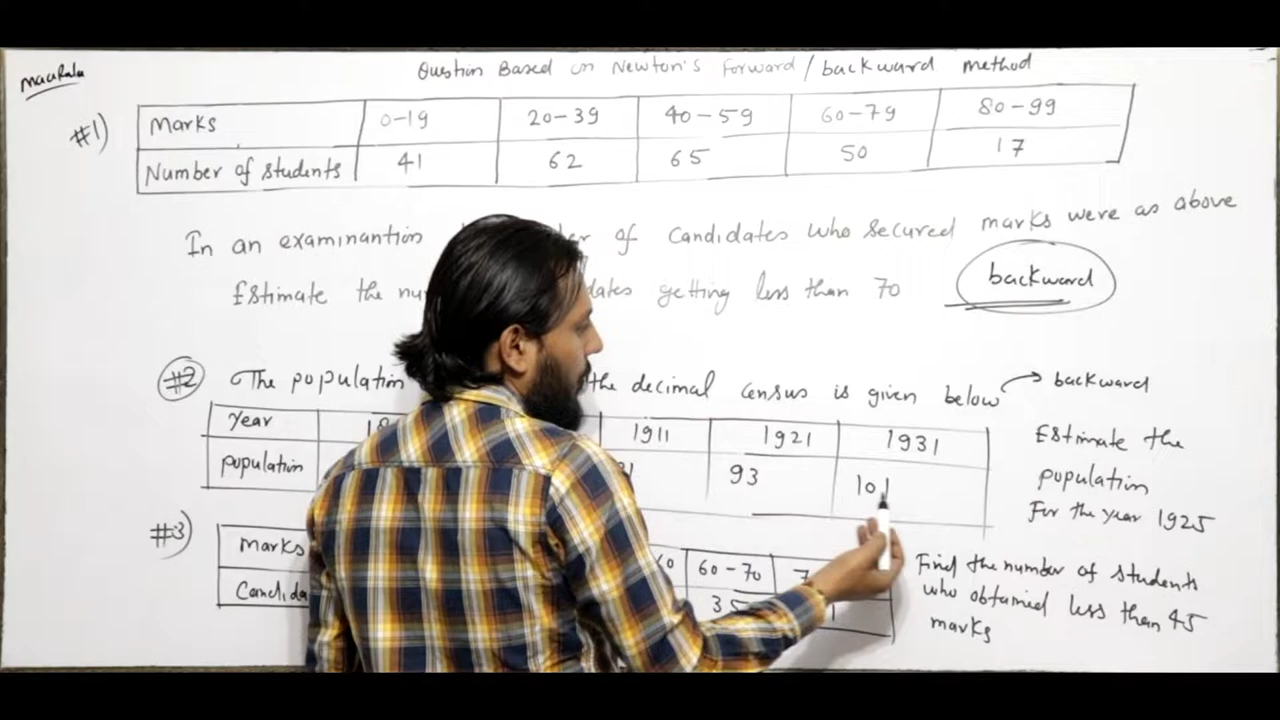 maaRula
Question Based on Newton's Forward / backward method
#1) Marks 0-19 20-39 40-59 60-79 80-99
Number of students 41 62 65 50 17
In an examinantion of candidates who secured marks were as above
Estimate the getting less than 70 backward
#2 The population the decimal census is given below → backward
year 1911 1921 1931 Estimate the
population 93 101 population
For the year 1925
#3) Marks 60-70 Find the number of students
35 who obtained less than 45
marks